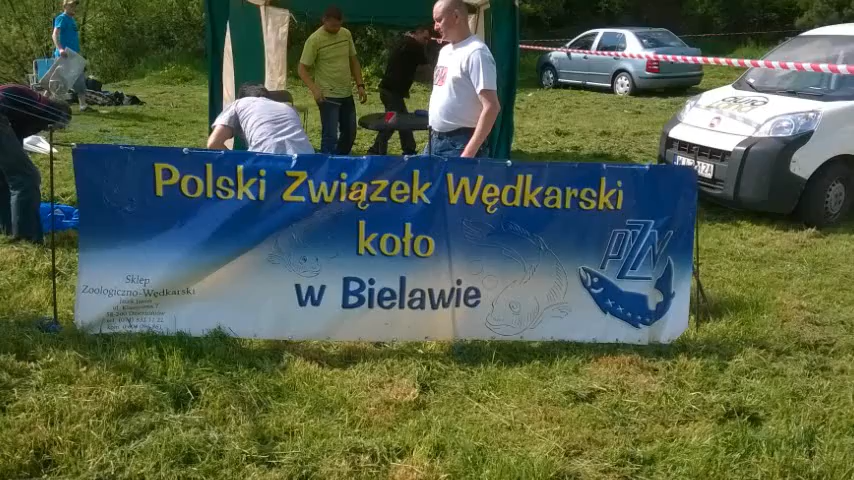 Polski Związek Wędkarski
koło
w Bielawie
PZW
Sklep
Zoologiczno-Wędkarski